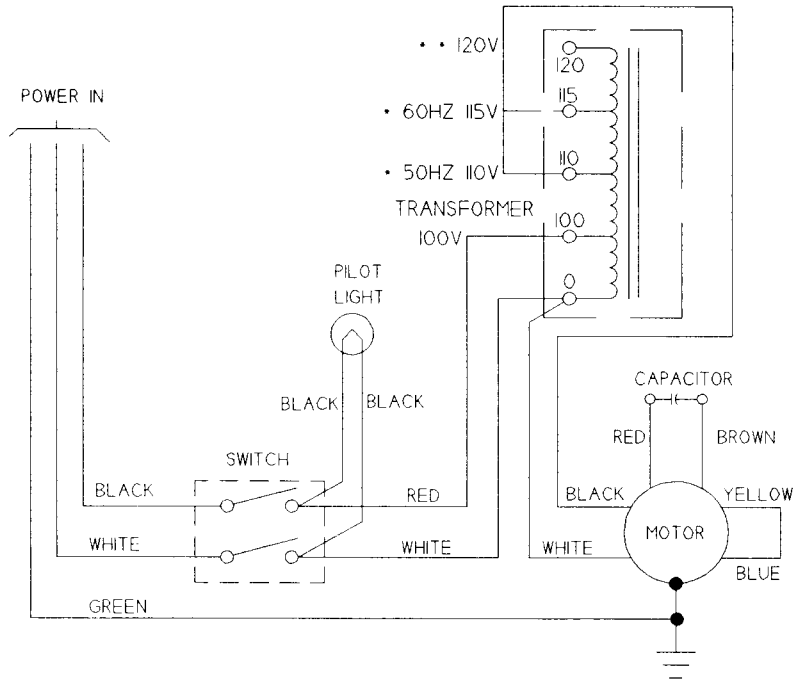 • • 120V
120
POWER IN
115
• 60HZ 115V
110
• 50HZ 110V
TRANSFORMER
100
100V
0
PILOT
LIGHT
CAPACITOR
BLACK
BLACK
RED
BROWN
SWITCH
BLACK
RED
BLACK
YELLOW
MOTOR
WHITE
WHITE
WHITE
BLUE
GREEN